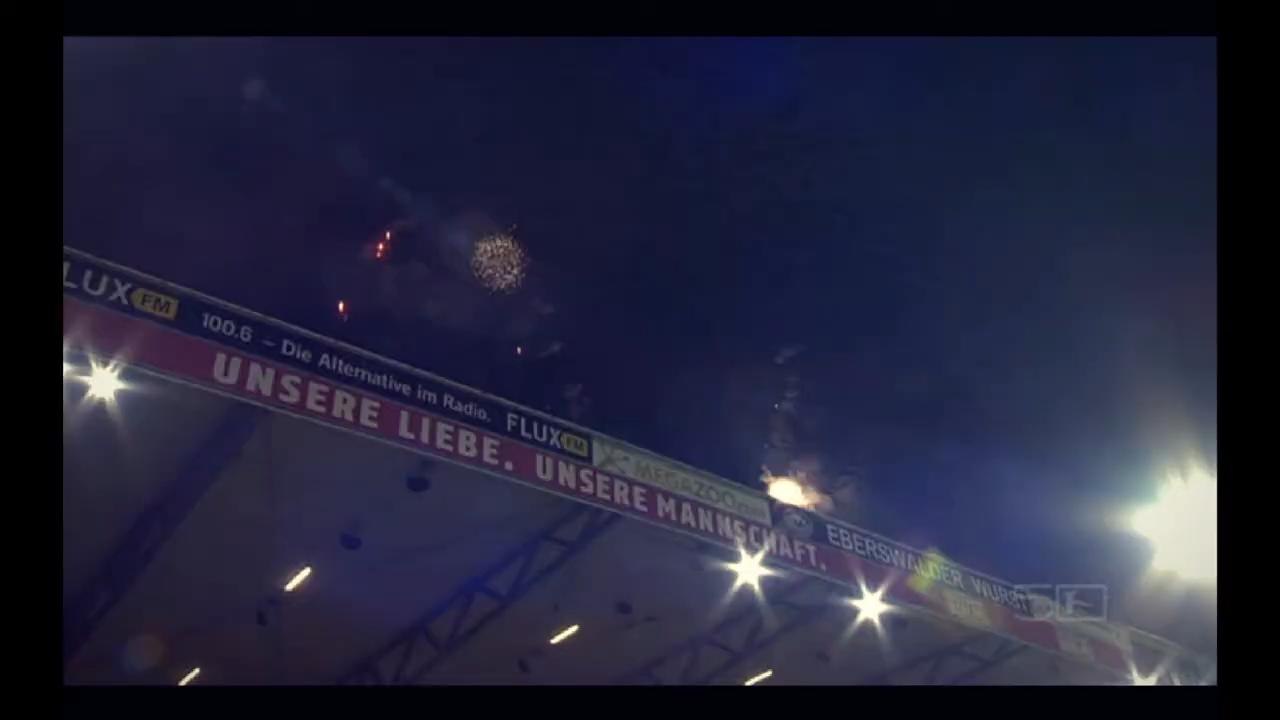 FLUX FM 100.6 – Die Alternative im Radio. FLUX FM MEGAZOO EBERSWALDER WURST
UNSERE LIEBE. UNSERE MANNSCHAFT.